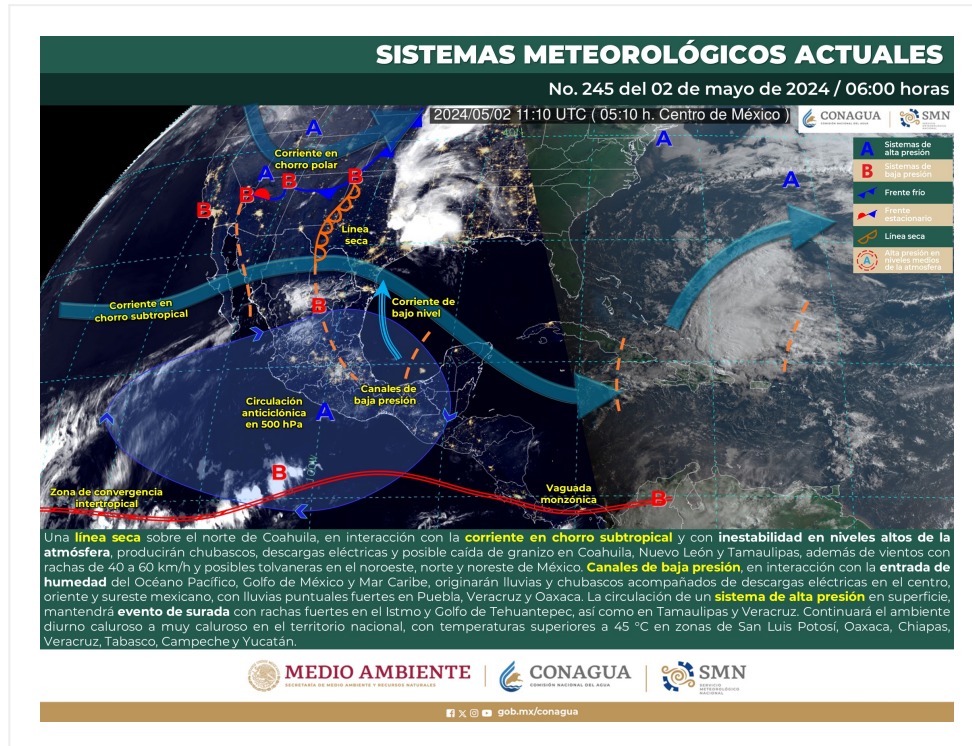 SISTEMAS METEOROLÓGICOS ACTUALES
No. 245 del 02 de mayo de 2024 / 06:00 horas
2024/05/02 11:10 UTC ( 05:10 h. Centro de México )
CONAGUA
COMISIÓN NACIONAL DEL AGUA
SMN
A
Sistemas de
alta presión
B
Sistemas de
baja presión
Frente frío
Frente
estacionario
Línea seca
A
Alta presión en
niveles medios
de la atmosfera
A
A
A
Corriente en
chorro polar
A
B
B
B
B
Línea
seca
Corriente en
chorro subtropical
B
Corriente de
bajo nivel
Canales de
baja presión
Circulación
anticiclónica
en 500 hPa
A
B
Zona de convergencia
intertropical
Vaguada
monzónica
B
Una línea seca sobre el norte de Coahuila, en interacción con la corriente en chorro subtropical y con inestabilidad en niveles altos de la
atmósfera, producirán chubascos, descargas eléctricas y posible caída de granizo en Coahuila, Nuevo León y Tamaulipas, además de vientos con
rachas de 40 a 60 km/h y posibles tolvaneras en el noroeste, norte y noreste de México. Canales de baja presión, en interacción con la entrada de
humedad del Océano Pacífico, Golfo de México y Mar Caribe, originarán lluvias y chubascos acompañados de descargas eléctricas en el centro,
oriente y sureste mexicano, con lluvias puntuales fuertes en Puebla, Veracruz y Oaxaca. La circulación de un sistema de alta presión en superficie,
mantendrá evento de surada con rachas fuertes en el Istmo y Golfo de Tehuantepec, así como en Tamaulipas y Veracruz. Continuará el ambiente
diurno caluroso a muy caluroso en el territorio nacional, con temperaturas superiores a 45 °C en zonas de San Luis Potosí, Oaxaca, Chiapas,
Veracruz, Tabasco, Campeche y Yucatán.
MEDIO AMBIENTE
SECRETARÍA DE MEDIO AMBIENTE Y RECURSOS NATURALES
CONAGUA
COMISIÓN NACIONAL DEL AGUA
SMN
SERVICIO
METEOROLÓGICO
NACIONAL
gob.mx/conagua